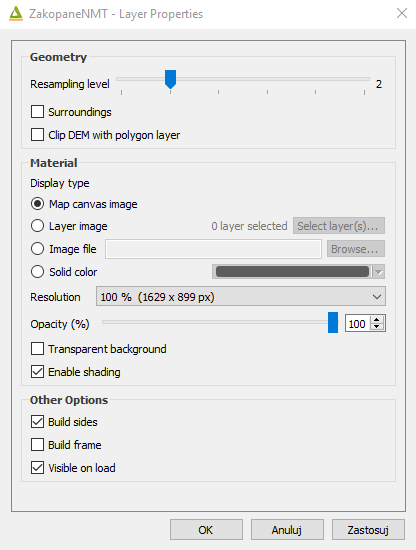 ZakopaneNMT - Layer Properties
Geometry
Resampling level 2
Surroundings
Clip DEM with polygon layer
Material
Display type
Map canvas image
Layer image 0 layer selected Select layer(s)...
Image file Browse...
Solid color
Resolution 100 % (1629 x 899 px)
Opacity (%) 100
Transparent background
Enable shading
Other Options
Build sides
Build frame
Visible on load
OK Anuluj Zastosuj